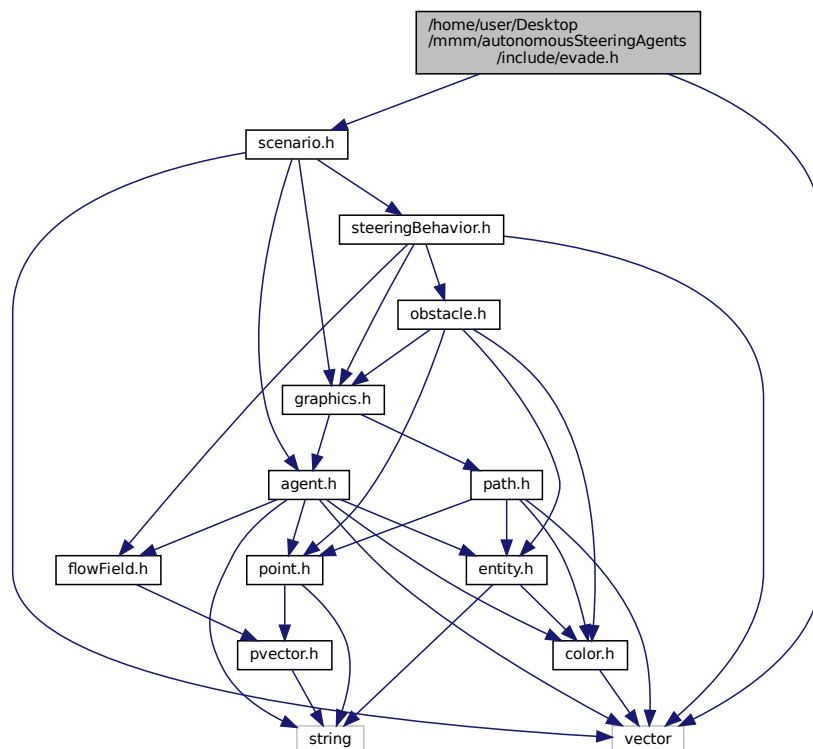 /home/user/Desktop
/mmm/autonomousSteeringAgents
/include/evade.h
scenario.h
steeringBehavior.h
obstacle.h
graphics.h
agent.h
path.h
flowField.h
point.h
entity.h
pvector.h
color.h
string
vector